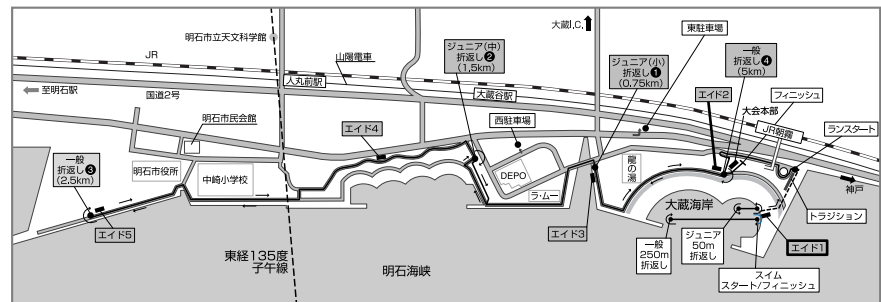 大蔵I.C.
東駐車場
明石市立天文科学館
ジュニア(中)
折返し❷
(1.5km)
ジュニア(小)
折返し❶
(0.75km)
一般
折返し❹
(5km)
山陽電車
JR
人丸前駅
エイド2
フィニッシュ
大会本部
至明石駅
国道2号
大蔵谷駅
明石市民会館
エイド4
西駐車場
JR朝霧
ランスタート
一般
折返し❸
(2.5km)
明石市役所
中崎小学校
DEPO
ラ・ムー
龍の湯
神戸
大蔵海岸
トラジション
エイド5
エイド3
エイド1
東経135度
子午線
明石海峡
一般
250m
折返し
ジュニア
50m
折返し
スイム
スタート/フィニッシュ